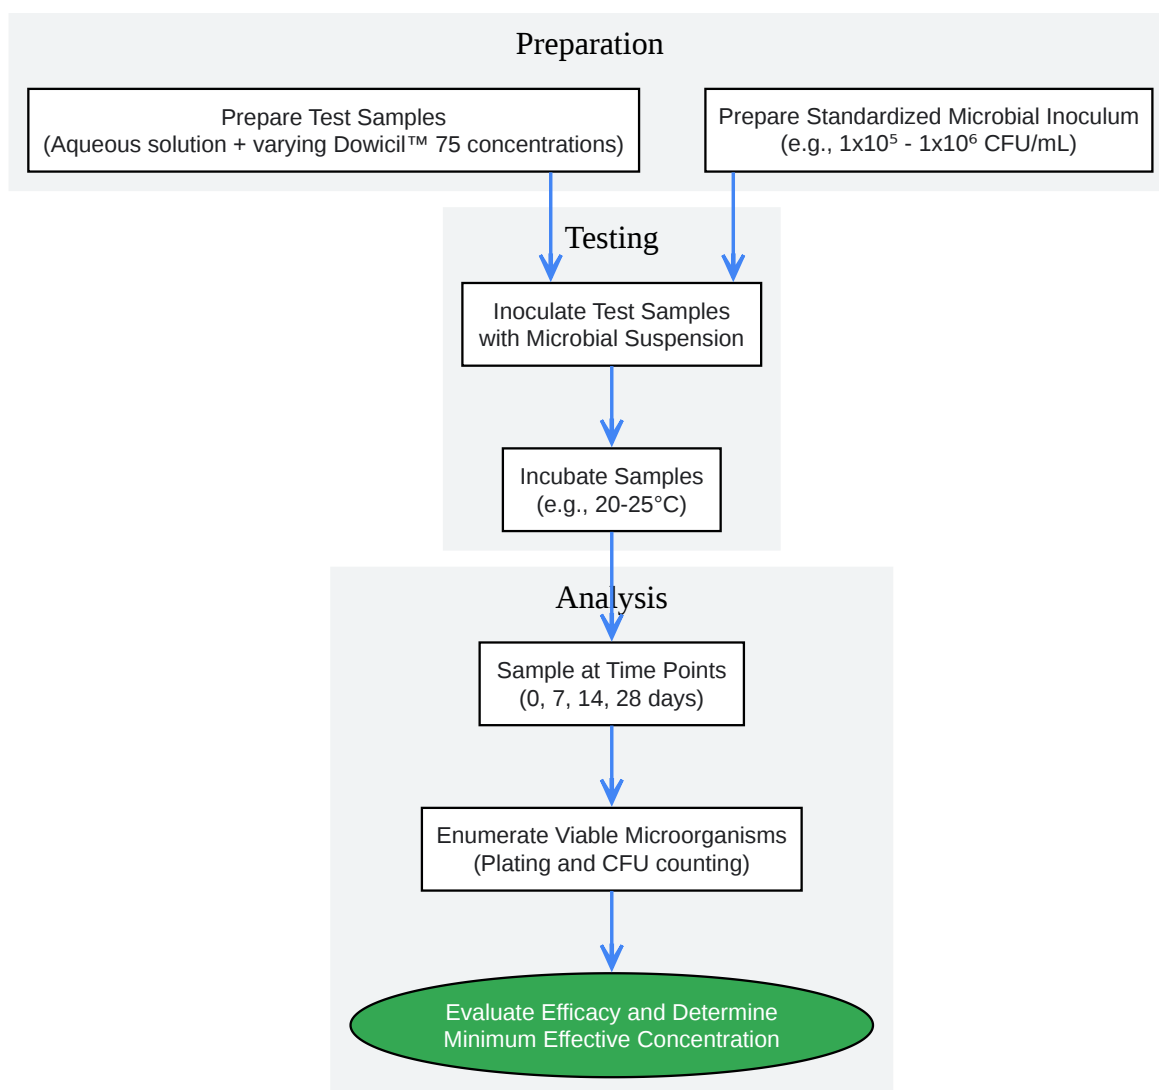 Preparation
Prepare Test Samples
(Aqueous solution + varying Dowicil™ 75 concentrations)
Prepare Standardized Microbial Inoculum
(e.g., 1x10⁵ - 1x10⁶ CFU/mL)
Testing
Inoculate Test Samples
with Microbial Suspension
Incubate Samples
(e.g., 20-25°C)
Analysis
Sample at Time Points
(0, 7, 14, 28 days)
Enumerate Viable Microorganisms
(Plating and CFU counting)
Evaluate Efficacy and Determine
Minimum Effective Concentration